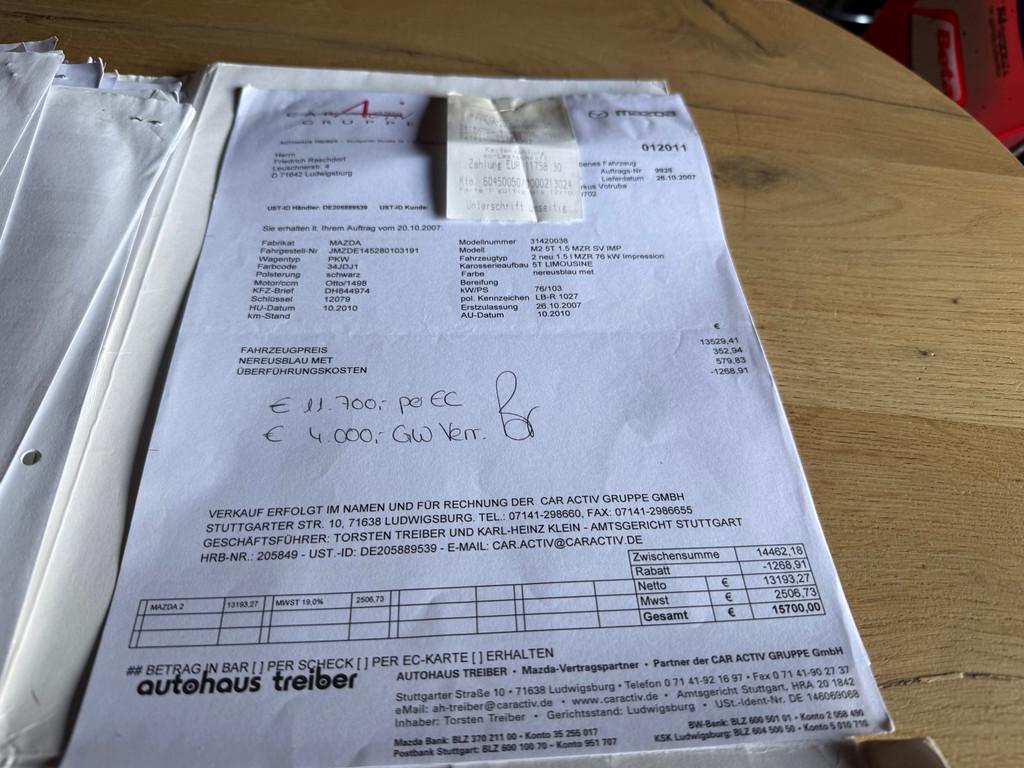 CAR Activ
GRUPPE
mazda
012011
Herrn
Friedrich Raschdorf
Leuschnerstr. 4
D 71642 Ludwigsburg
Zahlung EUR
Kto.
Unterschrift
Fahrzeug
Auftrags-Nr 9926
Lieferdatum 26.10.2007
Votruba
UST-ID Händler: DE205889539 UST-ID Kunde:
Sie erhalten lt. Ihrem Auftrag vom 20.10.2007:
Fabrikat MAZDA Modellnummer 31420038
Fahrgestell-Nr JMZDE145280103191 Modell M2 5T 1.5 MZR SV IMP
Wagentyp PKW Fahrzeugtyp 2 neu 1.5 l MZR 76 kW Impression
Farbcode 34JDJ1 Karosserieaufbau 5T LIMOUSINE
Polsterung schwarz Farbe nereusblau met
Motor/ccm Otto/1498 Bereifung
KFZ-Brief DH844974 kW/PS 76/103
Schlüssel 12079 pol. Kennzeichen LB-R 1027
HU-Datum 10.2010 Erstzulassung 26.10.2007
km-Stand AU-Datum 10.2010
€
FAHRZEUGPREIS 13529,41
NEREUSBLAU MET 352,94
ÜBERFÜHRUNGSKOSTEN 579,83
-1268,91
€ 11.700,- per EC
€ 4.000,- GW Verr.
VERKAUF ERFOLGT IM NAMEN UND FÜR RECHNUNG DER CAR ACTIV GRUPPE GMBH
STUTTGARTER STR. 10, 71638 LUDWIGSBURG. TEL.: 07141-298660, FAX: 07141-2986655
GESCHÄFTSFÜHRER: TORSTEN TREIBER UND KARL-HEINZ KLEIN - AMTSGERICHT STUTTGART
HRB-NR.: 205849 - UST.-ID: DE205889539 - E-MAIL: CAR.ACTIV@CARACTIV.DE
Zwischensumme 14462,18
Rabatt -1268,91
Netto € 13193,27
Mwst € 2506,73
Gesamt € 15700,00
MAZDA 2 13193,27 MWST 19,0% 2506,73
## BETRAG IN BAR [ ] PER SCHECK [ ] PER EC-KARTE [ ] ERHALTEN
autohaus treiber
AUTOHAUS TREIBER • Mazda-Vertragspartner • Partner der CAR ACTIV GRUPPE GmbH
Stuttgarter Straße 10 • 71638 Ludwigsburg • Telefon 0 71 41-92 16 97 • Fax 0 71 41-90 27 37
eMail: ah-treiber@caractiv.de • www.caractiv.de • Amtsgericht Stuttgart, HRA 20 1842
Inhaber: Torsten Treiber • Gerichtsstand: Ludwigsburg • USt.-Ident-Nr. DE 146069068
Mazda Bank: BLZ 370 211 00 • Konto 35 255 017 BW-Bank: BLZ 600 501 01 • Konto 2 058 490
Postbank Stuttgart: BLZ 600 100 70 • Konto 951 707 KSK Ludwigsburg: BLZ 604 500 50 • Konto 5 010 710